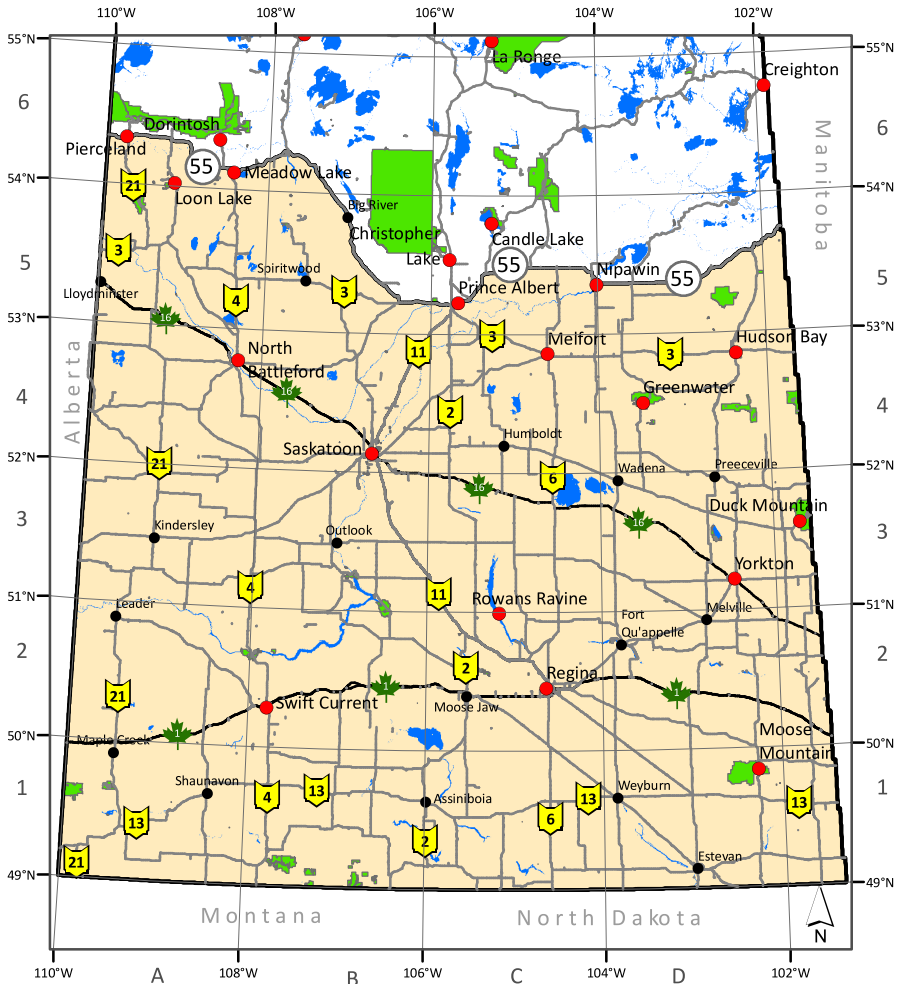 110°W 108°W 106°W 104°W 102°W
55°N 55°N
La Ronge
Creighton
6 6
Dorintosh
Pierceland
55
Meadow Lake
54°N 54°N
21
Loon Lake
Manitoba
Big River
Christopher
Lake
Candle Lake
3
5 5
Spiritwood
55
Nipawin
55
Lloydminster
4
3
Prince Albert
53°N 53°N
16
3
Alberta
North
Battleford
11
Melfort
3
Hudson Bay
16
Greenwater
4 4
2
Humboldt
Saskatoon
52°N 52°N
21
16
6
Wadena
Preeceville
Duck Mountain
3 3
Kindersley
Outlook
16
Yorkton
51°N 51°N
4
11
Rowans Ravine
Leader
Fort
Qu'appelle
Melville
2 2
2
Regina
21
1
1
Swift Current
Moose Jaw
50°N 50°N
Maple Creek
1
Moose
Mountain
1 1
Shaunavon
4
13
Assiniboia
13
Weyburn
13
13
6
2
21
Estevan
49°N 49°N
Montana
North Dakota
N
110°W 108°W 106°W 104°W 102°W
A B C D